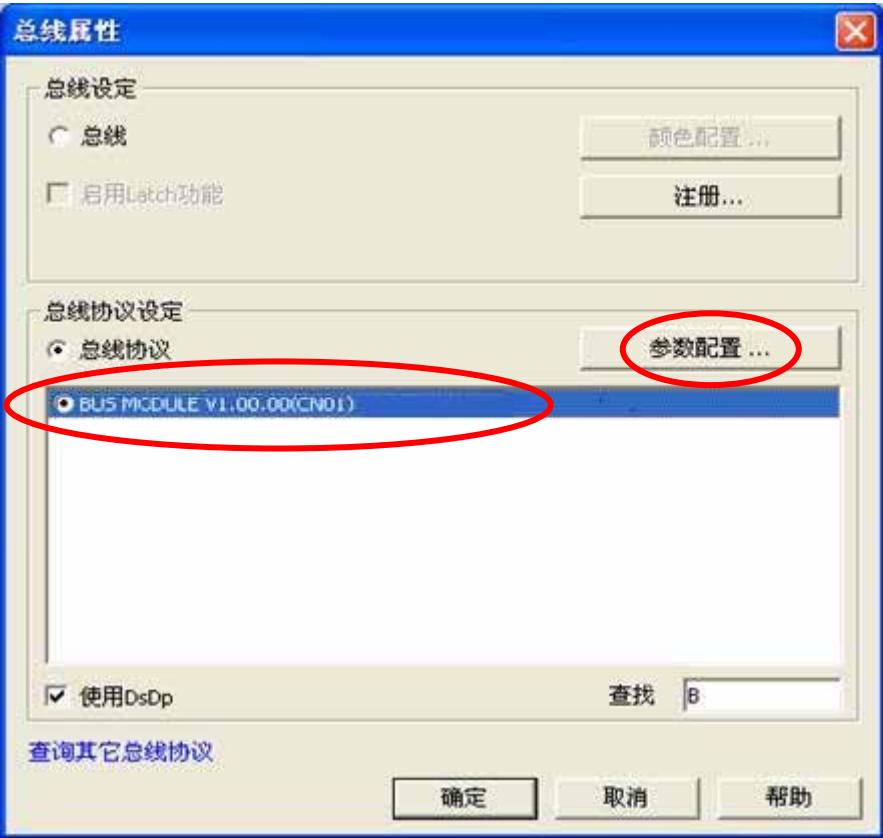 总线属性
总线设定
总线
颜色配置 ...
启用Latch功能
注册...
总线协议设定
总线协议
参数配置 ...
BUS MODULE V1.00.00(CN01)
使用DsDp
查找
B
查询其它总线协议
确定
取消
帮助